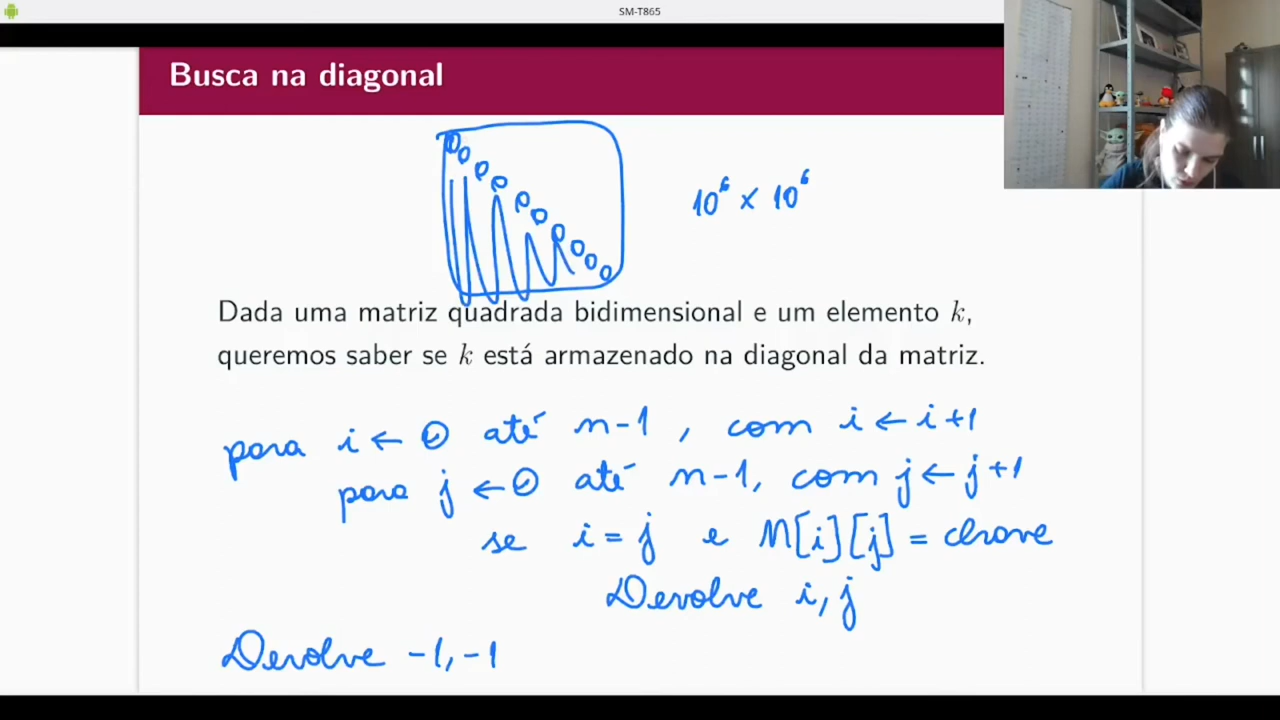 SM-T865
Busca na diagonal
10⁶ × 10⁶
Dada uma matriz quadrada bidimensional e um elemento k,
queremos saber se k está armazenado na diagonal da matriz.
para i ← 0 até n-1, com i ← i+1
para j ← 0 até n-1, com j ← j+1
se i = j e M[i][j] = chave
Devolve i, j
Devolve -1, -1